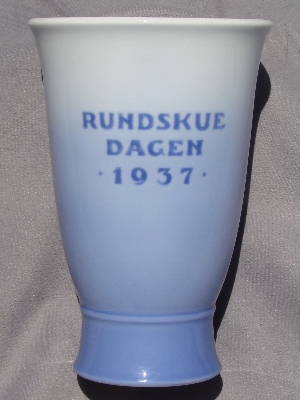 RUNDSKUE
DAGEN
· 1937 ·